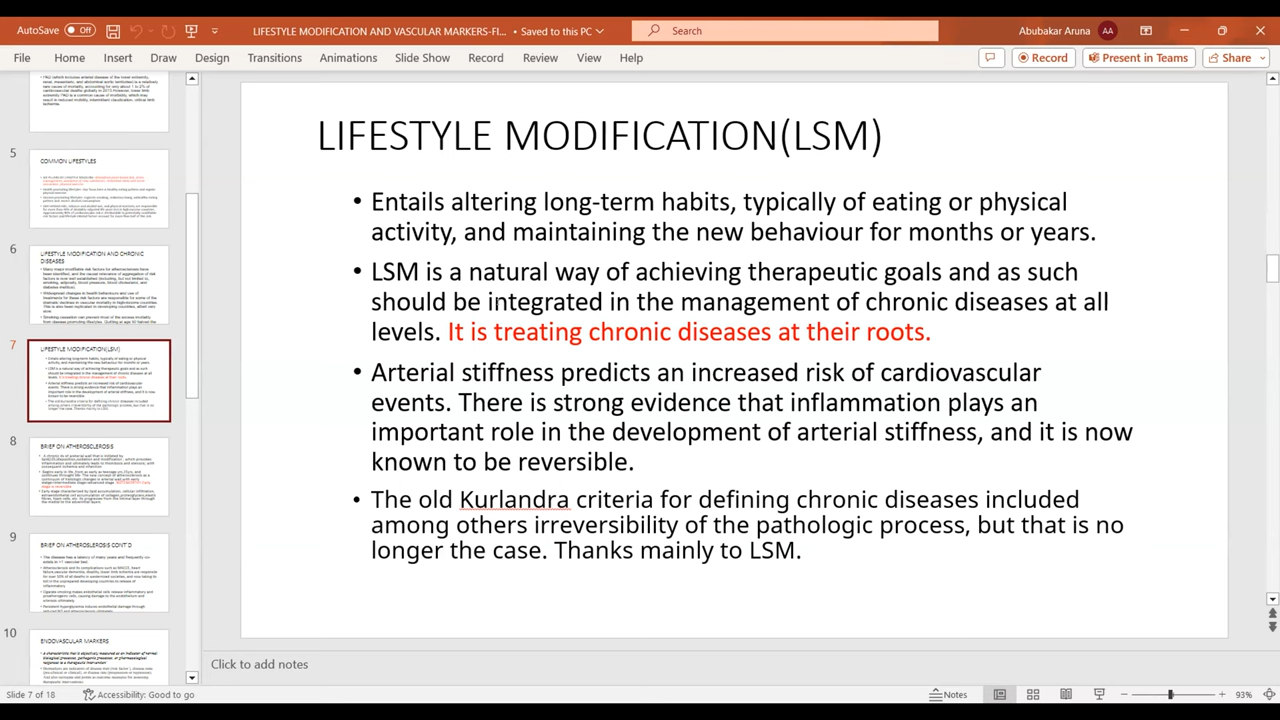 AutoSave Off LIFESTYLE MODIFICATION AND VASCULAR MARKERS-FI... • Saved to this PC Search Abubakar Aruna AA
File Home Insert Draw Design Transitions Animations Slide Show Record Review View Help Record Present in Teams Share
5
COMMON LIFESTYLES
6
LIFESTYLE MODIFICATION AND CHRONIC
DISEASES
7
LIFESTYLE MODIFICATION(LSM)
8
BRIEF ON ATHEROSCLEROSIS
9
BRIEF ON ATHEROSCLEROSIS CONT'D
10
ENDOVASCULAR MARKERS
LIFESTYLE MODIFICATION(LSM)
• Entails altering long-term habits, typically of eating or physical
activity, and maintaining the new behaviour for months or years.
• LSM is a natural way of achieving therapeutic goals and as such
should be integrated in the management of chronic diseases at all
levels. It is treating chronic diseases at their roots.
• Arterial stiffness predicts an increased risk of cardiovascular
events. There is strong evidence that inflammation plays an
important role in the development of arterial stiffness, and it is now
known to be reversible.
• The old Kurlandra criteria for defining chronic diseases included
among others irreversibility of the pathologic process, but that is no
longer the case. Thanks mainly to LSM.
Click to add notes
Slide 7 of 18 Accessibility: Good to go Notes 93%